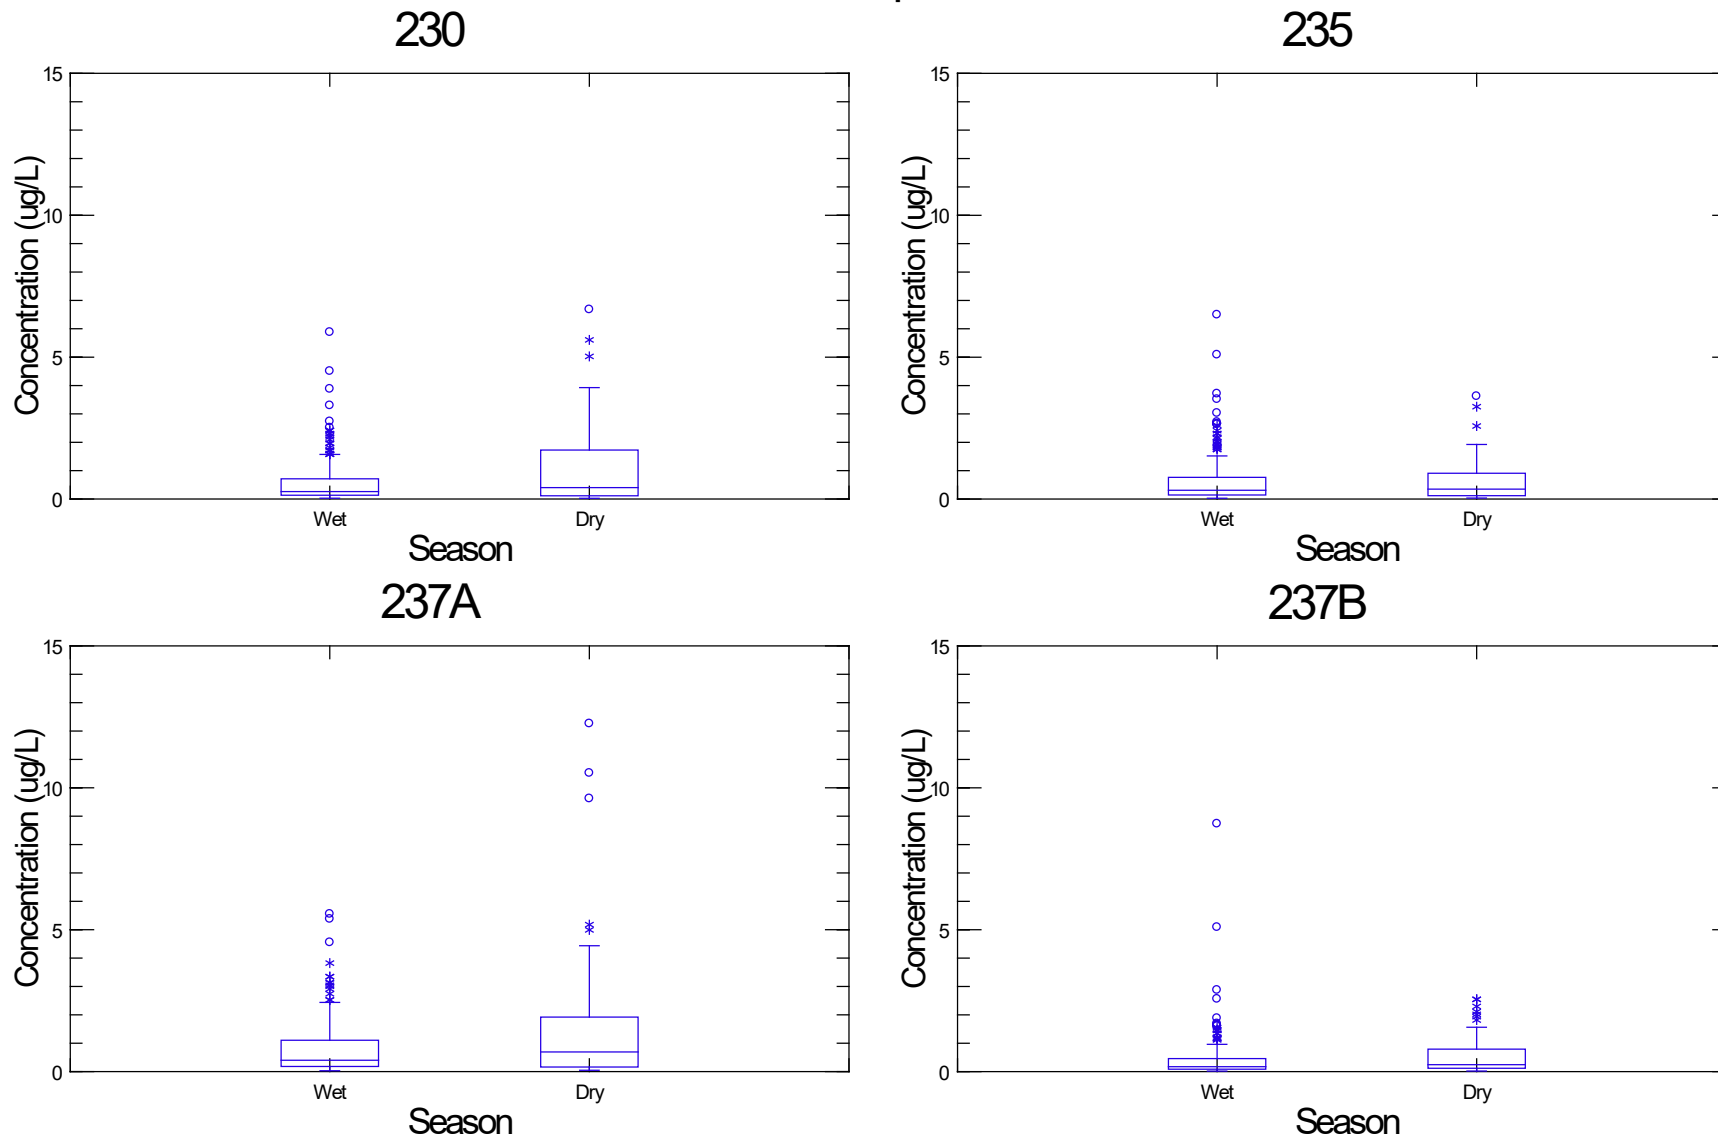 230
15
10
5
0
Concentration (ug/L)
Wet
Dry
Season
235
15
10
5
0
Concentration (ug/L)
Wet
Dry
Season
237A
15
10
5
0
Concentration (ug/L)
Wet
Dry
Season
237B
15
10
5
0
Concentration (ug/L)
Wet
Dry
Season